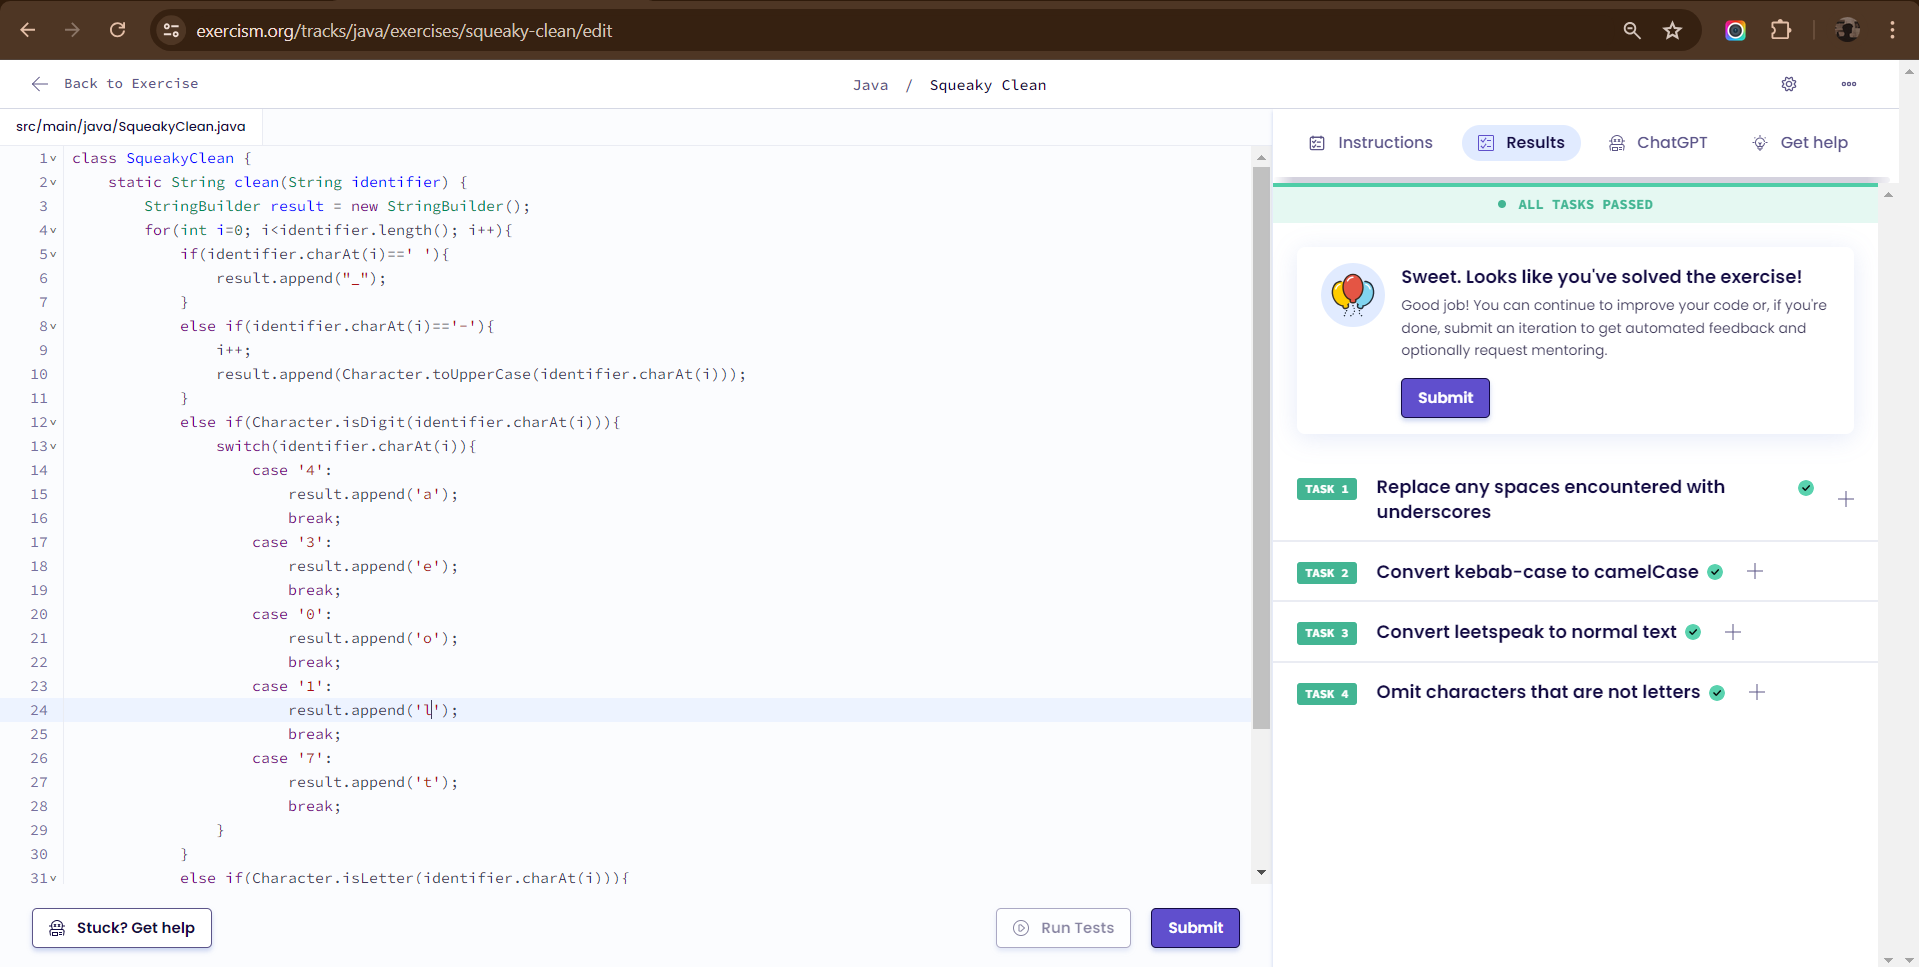 exercism.org/tracks/java/exercises/squeaky-clean/edit
Back to Exercise
Java / Squeaky Clean
src/main/java/SqueakyClean.java
1 class SqueakyClean {
2 static String clean(String identifier) {
3 StringBuilder result = new StringBuilder();
4 for(int i=0; i<identifier.length(); i++){
5 if(identifier.charAt(i)==' '){
6 result.append("_");
7 }
8 else if(identifier.charAt(i)=='-'){
9 i++;
10 result.append(Character.toUpperCase(identifier.charAt(i)));
11 }
12 else if(Character.isDigit(identifier.charAt(i))){
13 switch(identifier.charAt(i)){
14 case '4':
15 result.append('a');
16 break;
17 case '3':
18 result.append('e');
19 break;
20 case '0':
21 result.append('o');
22 break;
23 case '1':
24 result.append('l');
25 break;
26 case '7':
27 result.append('t');
28 break;
29 }
30 }
31 else if(Character.isLetter(identifier.charAt(i))){
Stuck? Get help
Run Tests
Submit
Instructions
Results
ChatGPT
Get help
ALL TASKS PASSED
Sweet. Looks like you've solved the exercise!
Good job! You can continue to improve your code or, if you're
done, submit an iteration to get automated feedback and
optionally request mentoring.
Submit
TASK 1 Replace any spaces encountered with
underscores
TASK 2 Convert kebab-case to camelCase
TASK 3 Convert leetspeak to normal text
TASK 4 Omit characters that are not letters